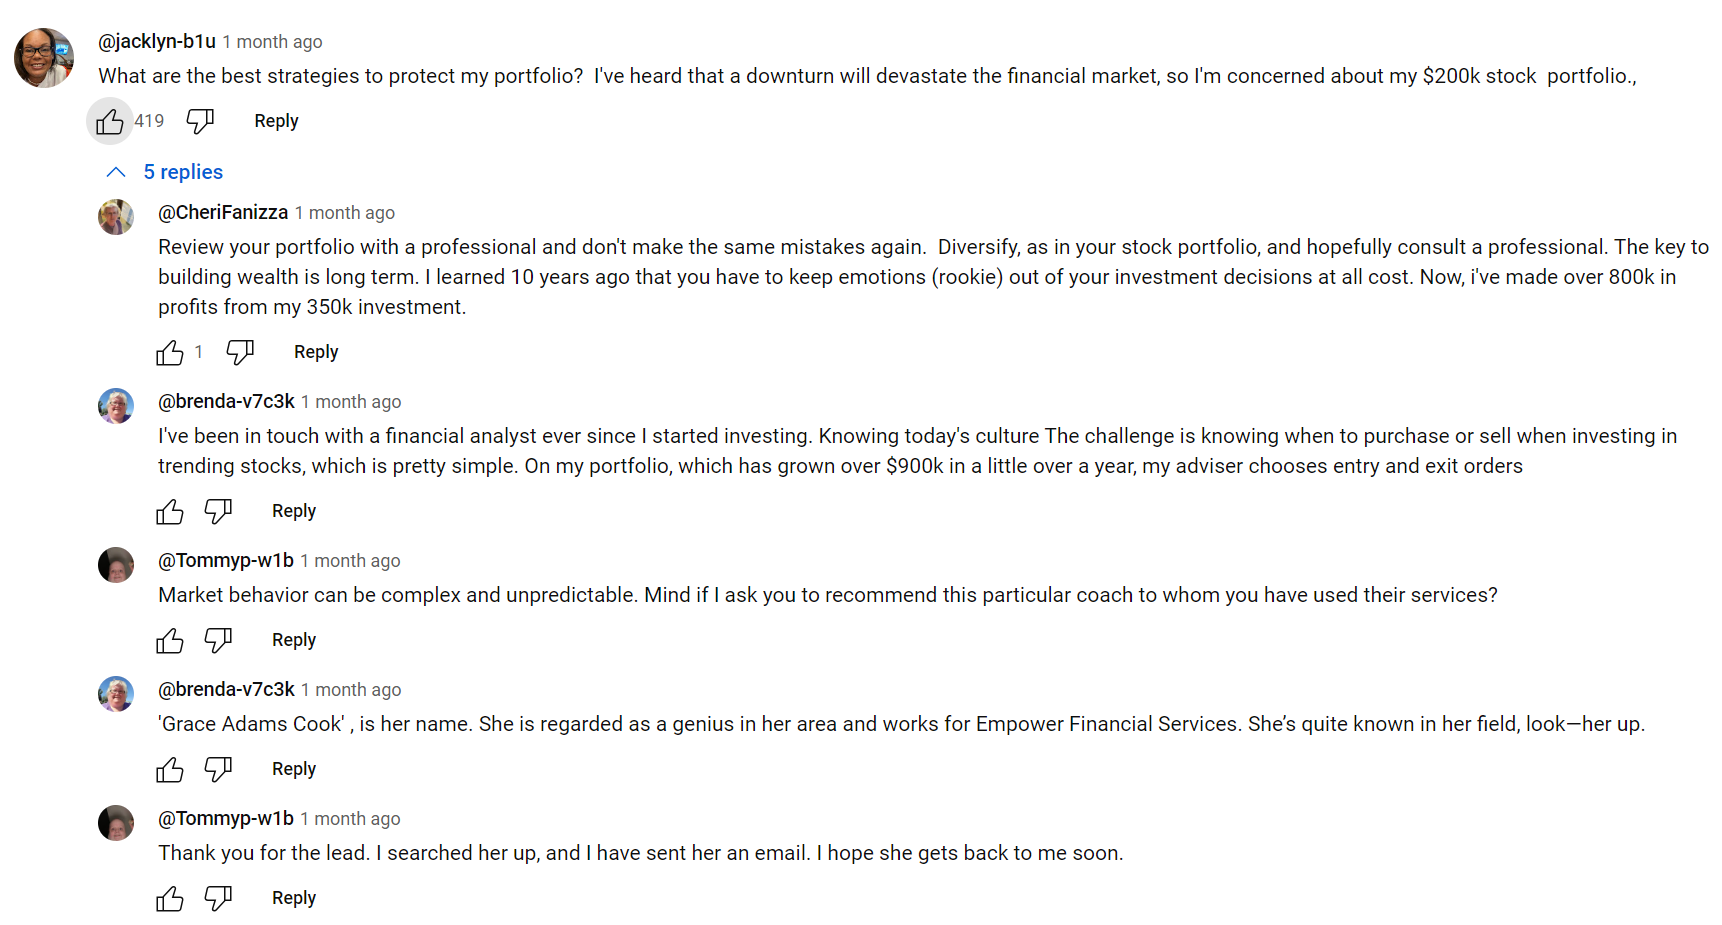 @jacklyn-b1u 1 month ago
What are the best strategies to protect my portfolio?  I've heard that a downturn will devastate the financial market, so I'm concerned about my $200k stock  portfolio.,
419 Reply
5 replies
@CheriFanizza 1 month ago
Review your portfolio with a professional and don't make the same mistakes again.  Diversify, as in your stock portfolio, and hopefully consult a professional. The key to
building wealth is long term. I learned 10 years ago that you have to keep emotions (rookie) out of your investment decisions at all cost. Now, i've made over 800k in
profits from my 350k investment.
1 Reply
@brenda-v7c3k 1 month ago
I've been in touch with a financial analyst ever since I started investing. Knowing today's culture The challenge is knowing when to purchase or sell when investing in
trending stocks, which is pretty simple. On my portfolio, which has grown over $900k in a little over a year, my adviser chooses entry and exit orders
Reply
@Tommyp-w1b 1 month ago
Market behavior can be complex and unpredictable. Mind if I ask you to recommend this particular coach to whom you have used their services?
Reply
@brenda-v7c3k 1 month ago
'Grace Adams Cook' , is her name. She is regarded as a genius in her area and works for Empower Financial Services. She’s quite known in her field, look—her up.
Reply
@Tommyp-w1b 1 month ago
Thank you for the lead. I searched her up, and I have sent her an email. I hope she gets back to me soon.
Reply